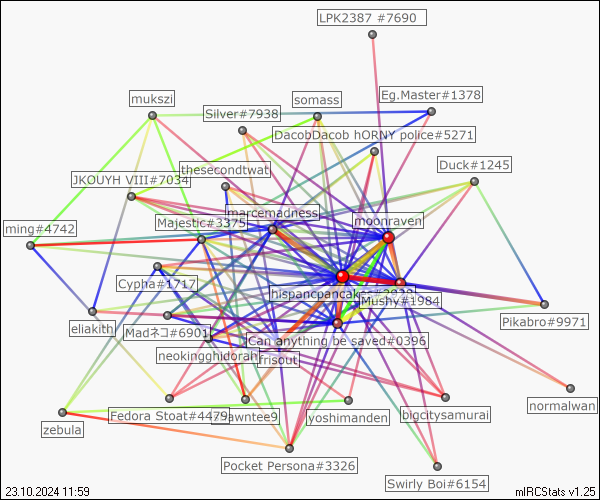 LPK2387 #7690
mukszi
somass
Eg.Master#1378
Silver#7938
DacobDacob hORNY police#5271
Duck#1245
thesecondtwat
JKOUYH VIII#7034
marcemadness
moonraven
Majestic#3375
ming#4742
Cypha#1717
hispancpancak
Mushy#1984
Pikabro#9971
eliakith
Madネコ#6901
Can anything be saved#0396
neokingghidorah
frisout
normalwan
Fedora Stoat#4479
awntee9
yoshimanden
bigcitysamurai
zebula
Pocket Persona#3326
Swirly Boi#6154
23.10.2024 11:59
mIRCStats v1.25